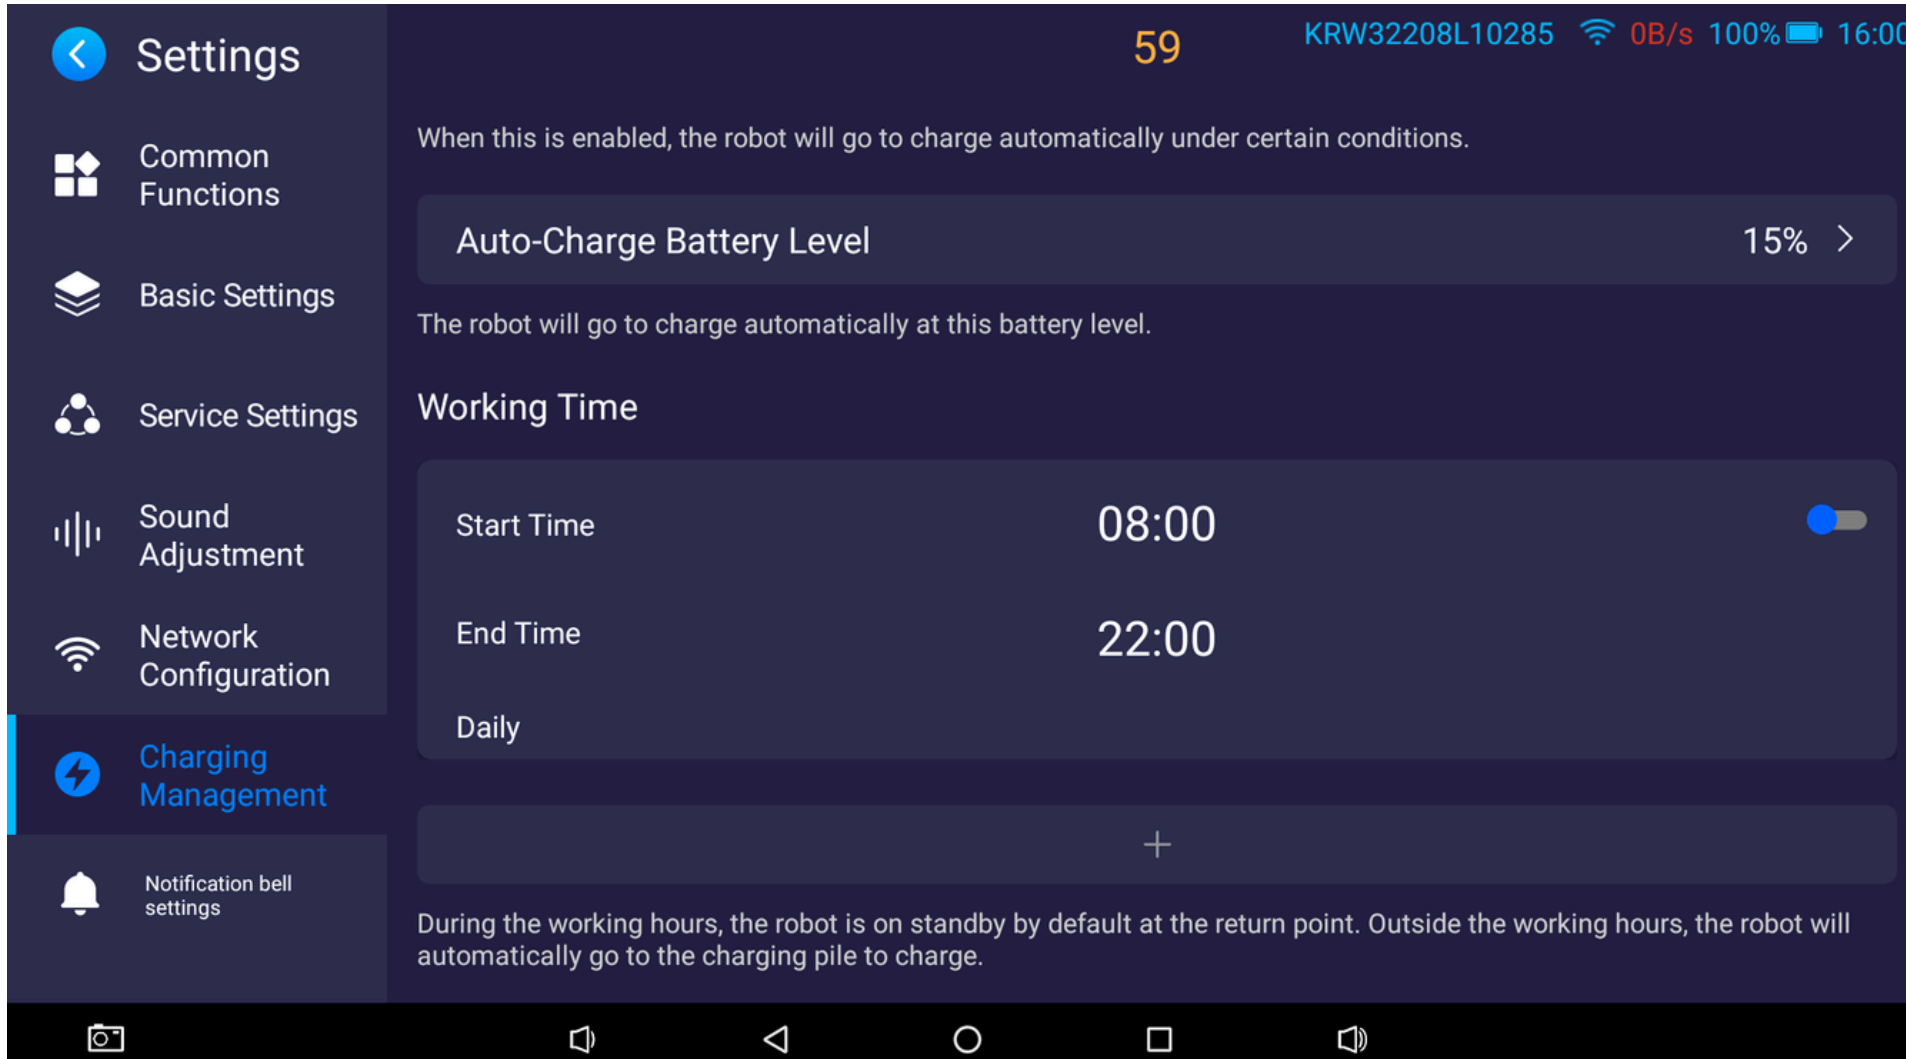 Settings
59
KRW32208L10285 0B/s 100% 16:00
Common
Functions
Basic Settings
Service Settings
Sound
Adjustment
Network
Configuration
Charging
Management
Notification bell
settings
When this is enabled, the robot will go to charge automatically under certain conditions.
Auto-Charge Battery Level 15%
The robot will go to charge automatically at this battery level.
Working Time
Start Time 08:00
End Time 22:00
Daily
+
During the working hours, the robot is on standby by default at the return point. Outside the working hours, the robot will
automatically go to the charging pile to charge.